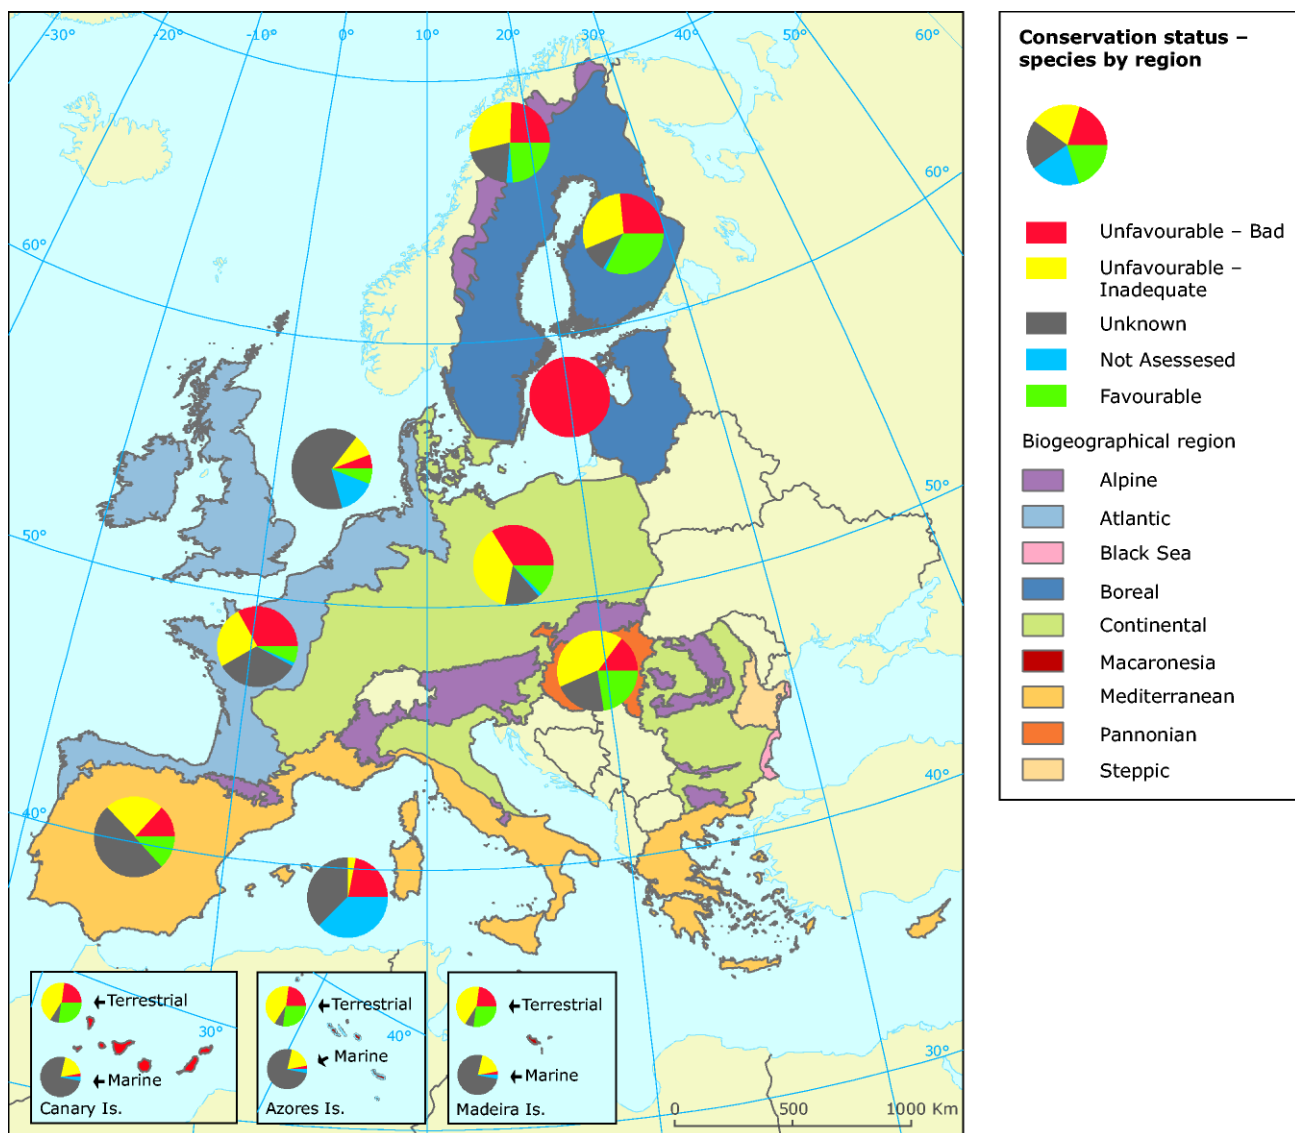 -30°
-20°
-10°
0°
10°
20°
30°
40°
50°
60°
60°
60°
50°
50°
40°
40°
30°
Terrestrial
30°
Marine
Canary Is.
Terrestrial
40°
Marine
Azores Is.
Terrestrial
Marine
Madeira Is.
0 500 1000 Km
Conservation status –
species by region
Unfavourable – Bad
Unfavourable –
Inadequate
Unknown
Not Asessesed
Favourable
Biogeographical region
Alpine
Atlantic
Black Sea
Boreal
Continental
Macaronesia
Mediterranean
Pannonian
Steppic